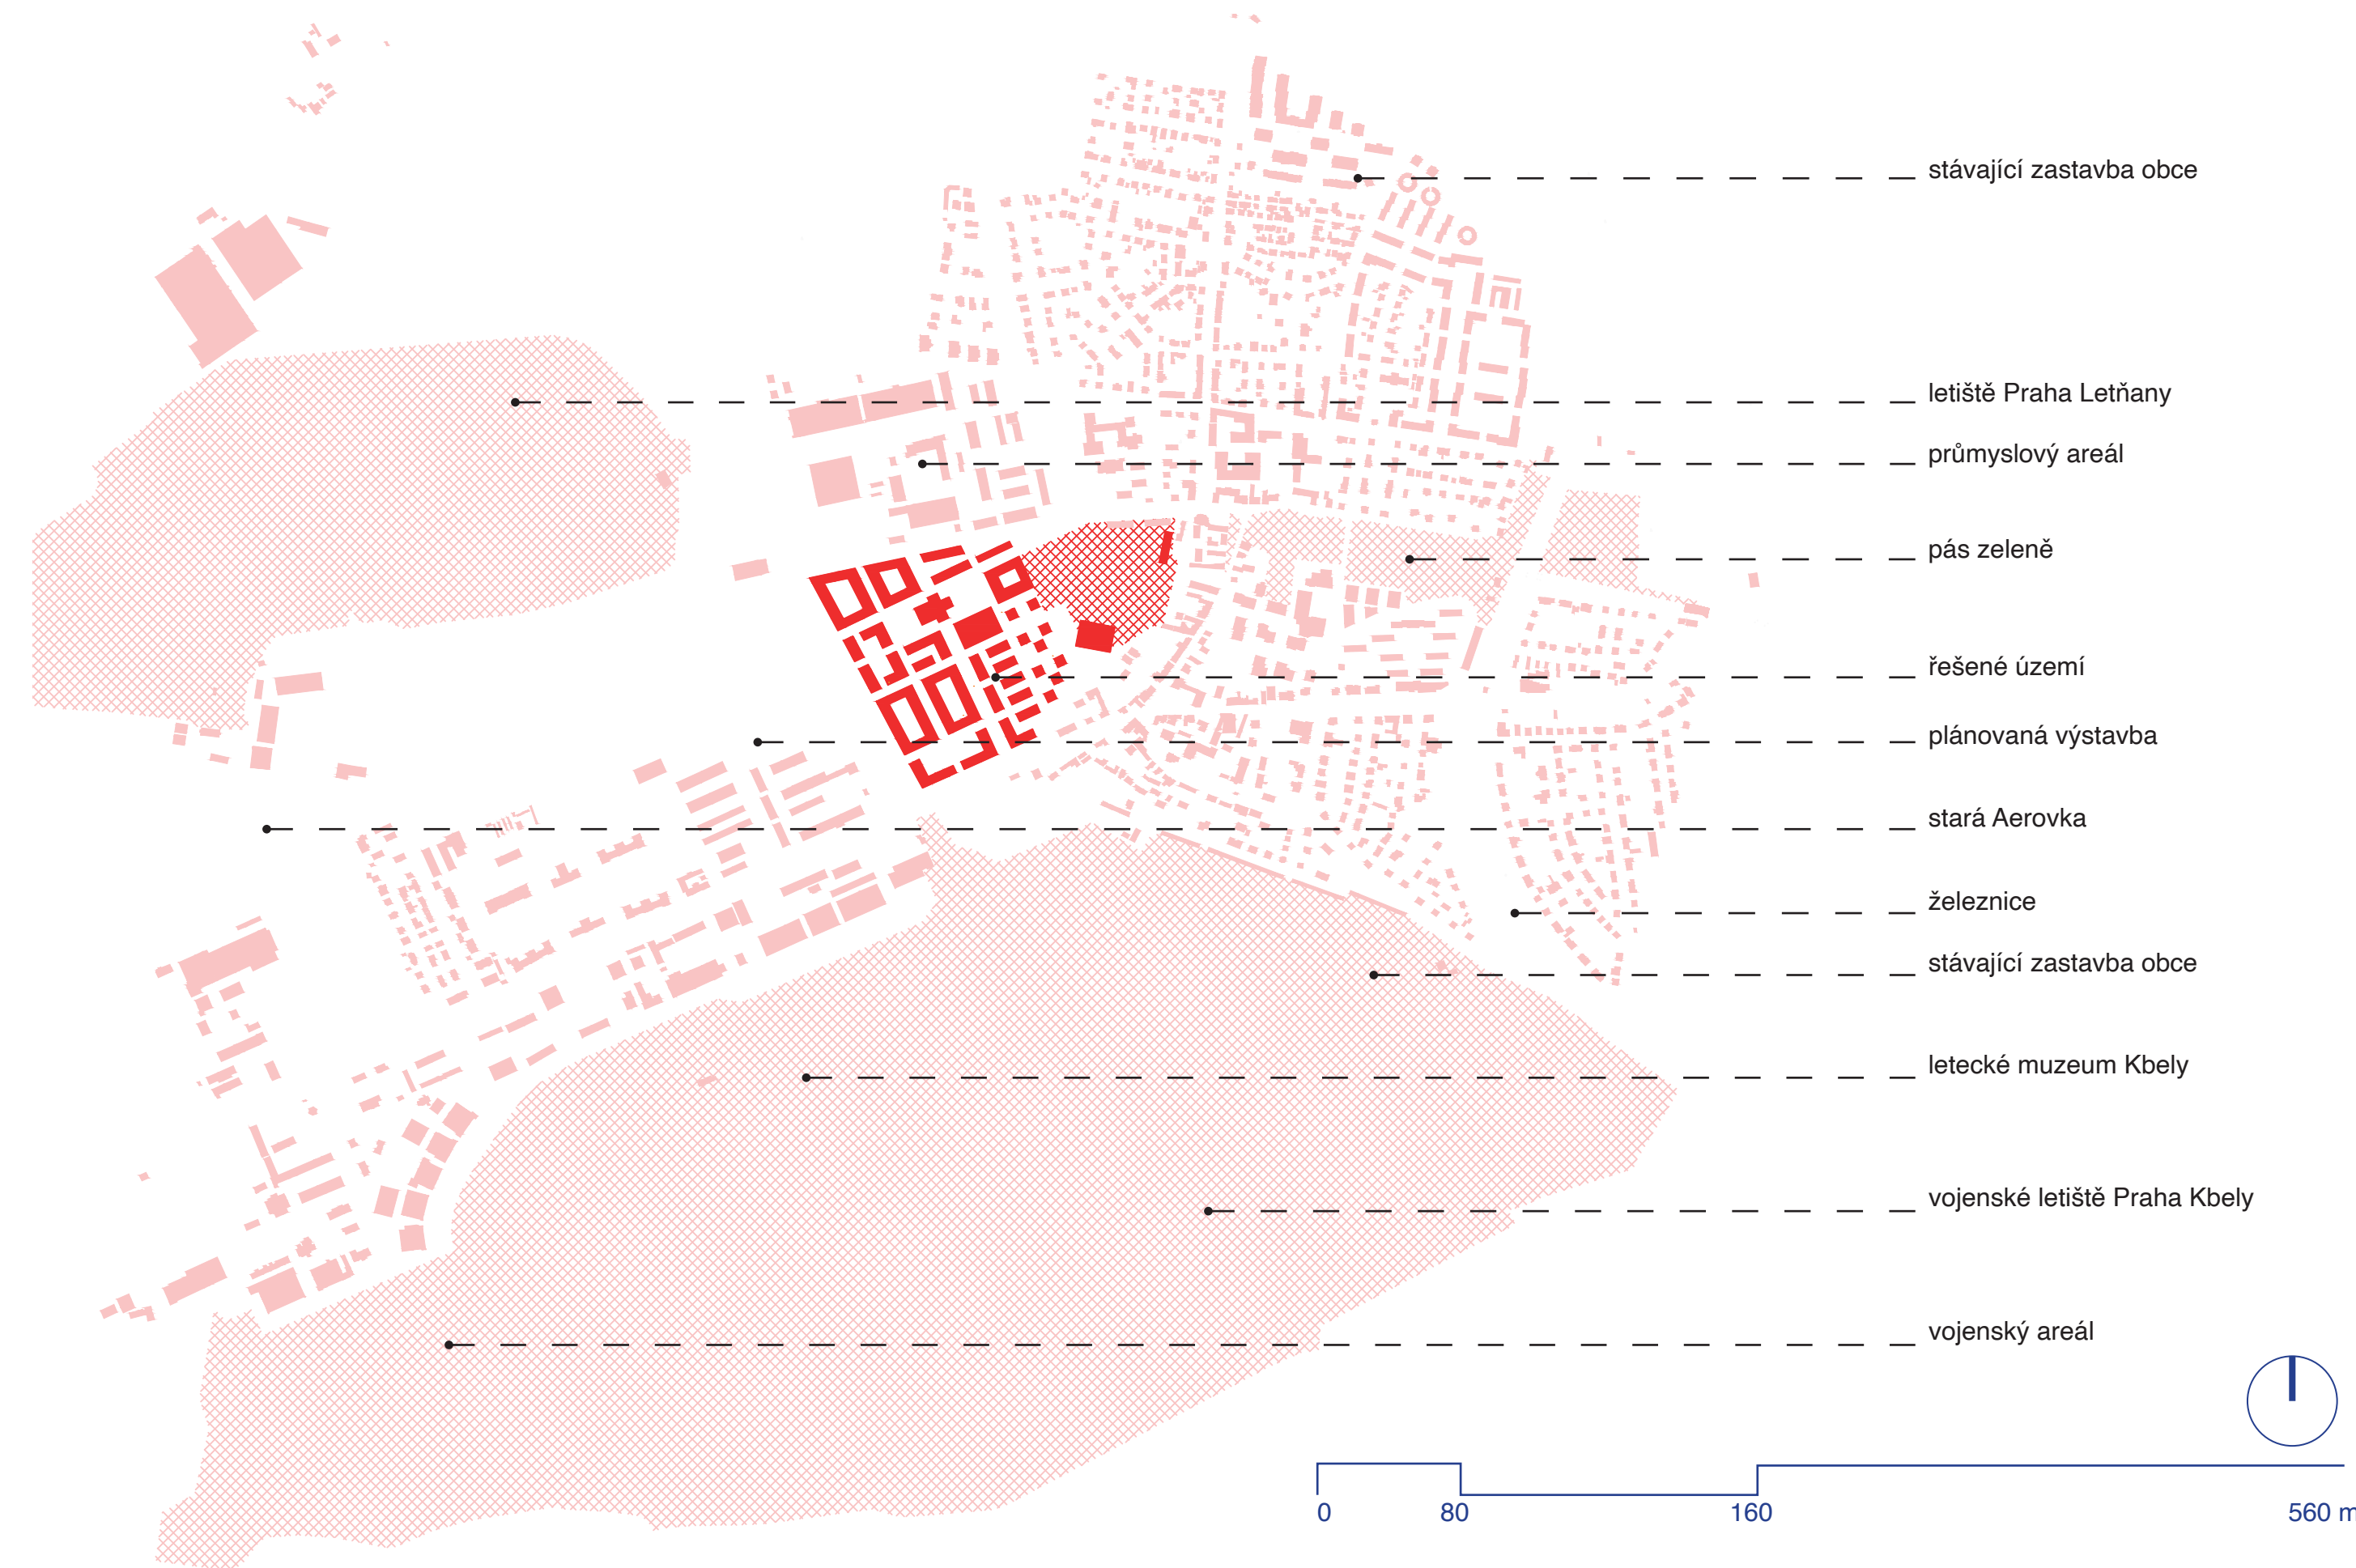 stávající zastavba obce
letiště Praha Letňany
průmyslový areál
pás zeleně
řešené území
plánovaná výstavba
stará Aerovka
železnice
stávající zastavba obce
letecké muzeum Kbely
vojenské letiště Praha Kbely
vojenský areál
0 80 160 560 m